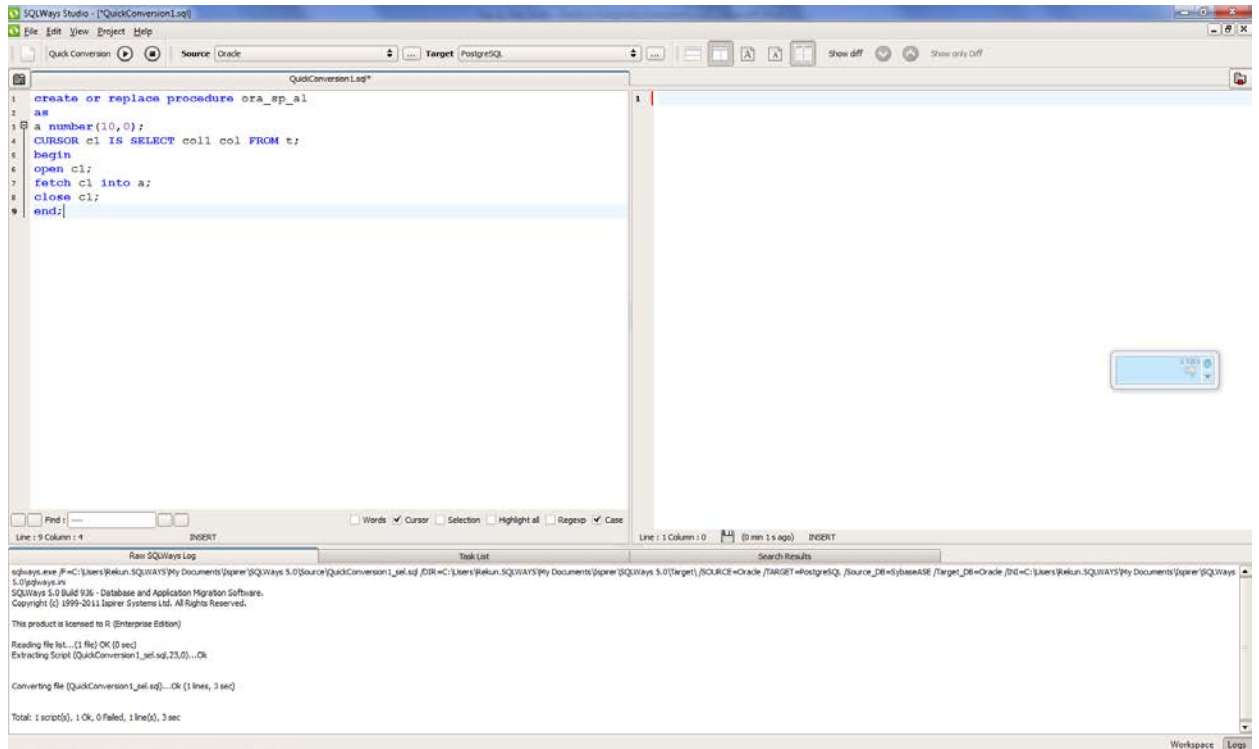 SQLWays Studio - [*QuickConversion1.sql]
File Edit View Project Help
Quick Conversion Source Oracle ... Target PostgreSQL ... Show diff Show only Diff
QuickConversion1.sql*
1 create or replace procedure ora_sp_a1
2 as
3 a number(10,0);
4 CURSOR c1 IS SELECT col1 col FROM t;
5 begin
6 open c1;
7 fetch c1 into a;
8 close c1;
9 end;
1
Find : Words Cursor Selection Highlight all Regexp Case
Line : 9 Column : 4 INSERT
Line : 1 Column : 0 (0 min 1 s ago) INSERT
Raw SQLWays Log Task List Search Results
sqlways.exe /F=C:\Users\Rekun.SQLWAYS\My Documents\Ispirer\SQLWays 5.0\Source\QuickConversion1_sel.sql /DIR=C:\Users\Rekun.SQLWAYS\My Documents\Ispirer\SQLWays 5.0\Target\ /SOURCE=Oracle /TARGET=PostgreSQL /Source_DB=SybaseASE /Target_DB=Oracle /INI=C:\Users\Rekun.SQLWAYS\My Documents\Ispirer\SQLWays
5.0\sqlways.ini
SQLWays 5.0 Build 936 - Database and Application Migration Software.
Copyright (c) 1999-2011 Ispirer Systems Ltd. All Rights Reserved.
This product is licensed to R (Enterprise Edition)
Reading file list...(1 file) OK (0 sec)
Extracting Script (QuickConversion1_sel.sql,23,0)...Ok
Converting file (QuickConversion1_sel.sql)...Ok (1 lines, 3 sec)
Total: 1 script(s), 1 Ok, 0 Failed, 1 line(s), 3 sec
Workspace Logs